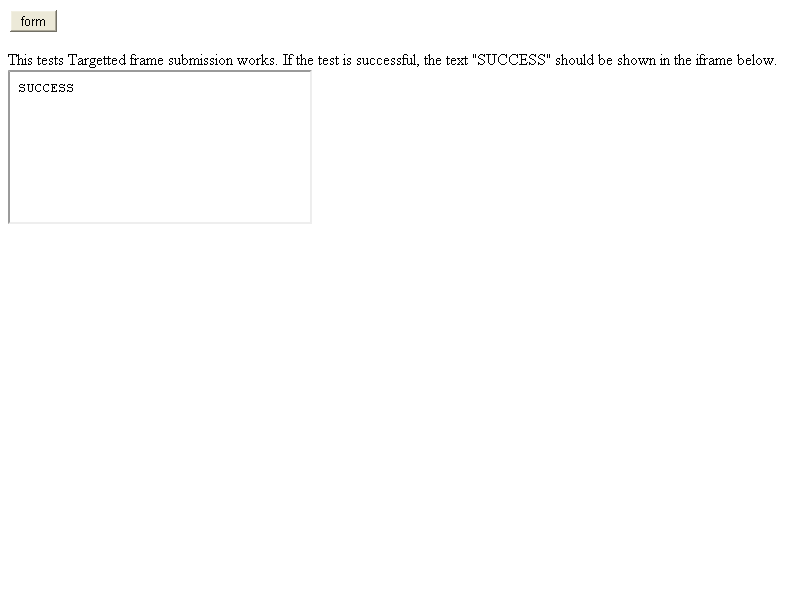 form
This tests Targetted frame submission works. If the test is successful, the text "SUCCESS" should be shown in the iframe below.
SUCCESS